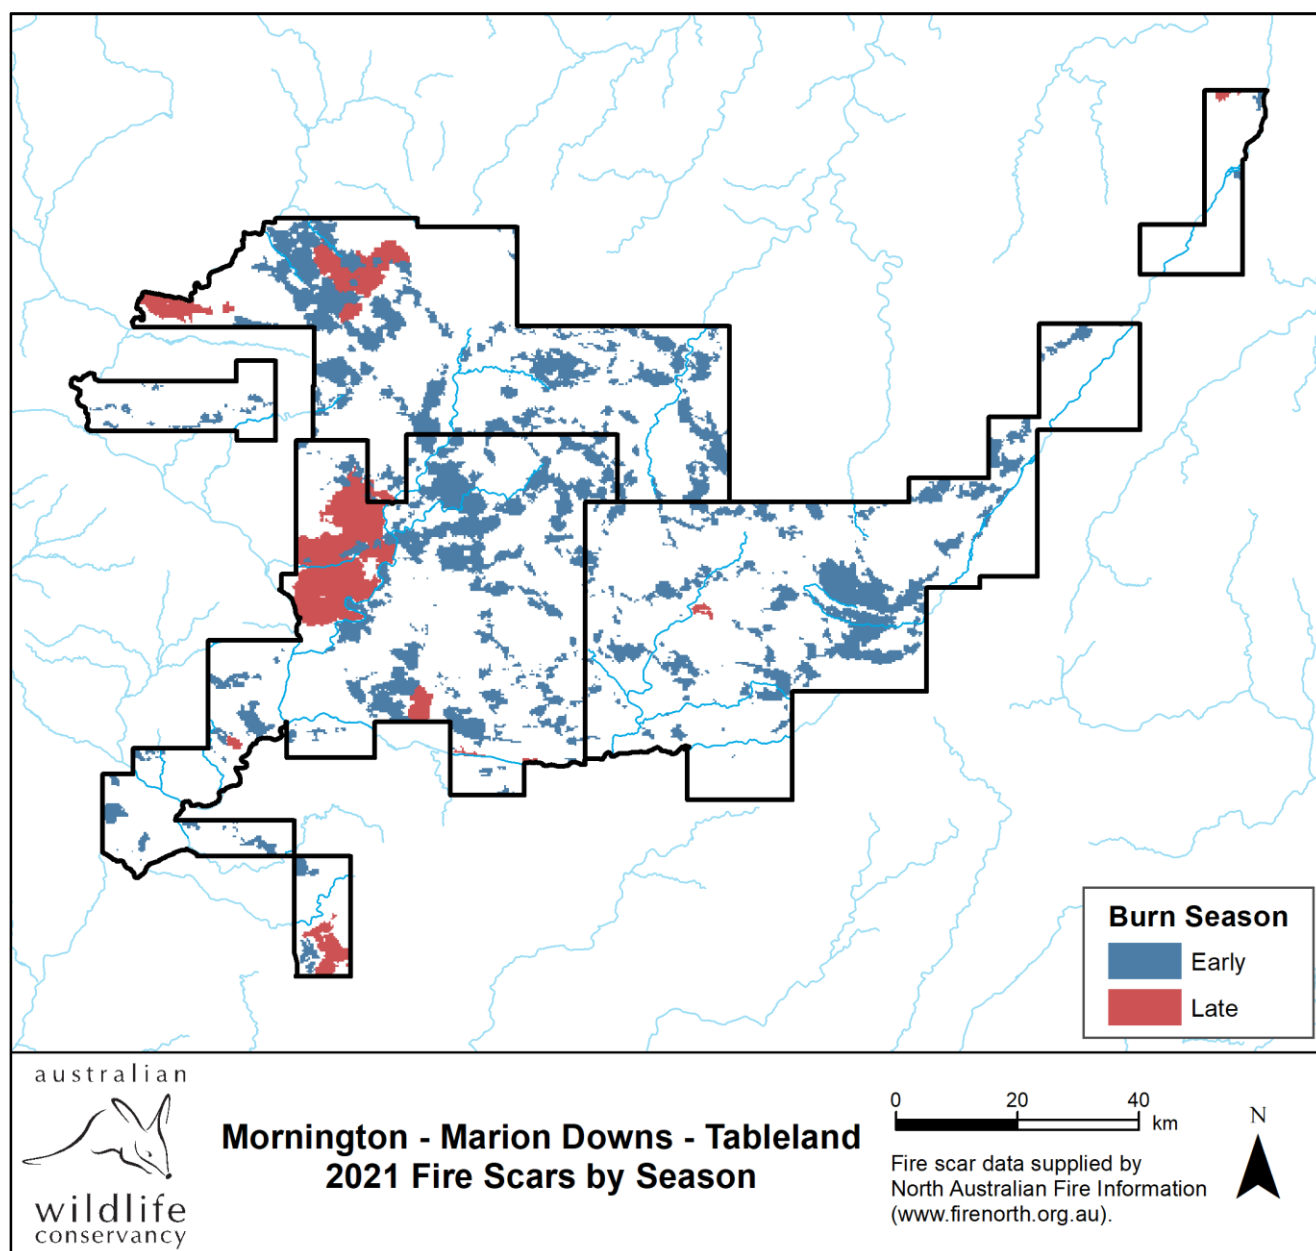 Burn Season
Early
Late
australian
wildlife
conservancy
Mornington - Marion Downs - Tableland
2021 Fire Scars by Season
0 20 40
km
Fire scar data supplied by
North Australian Fire Information
(www.firenorth.org.au).
N